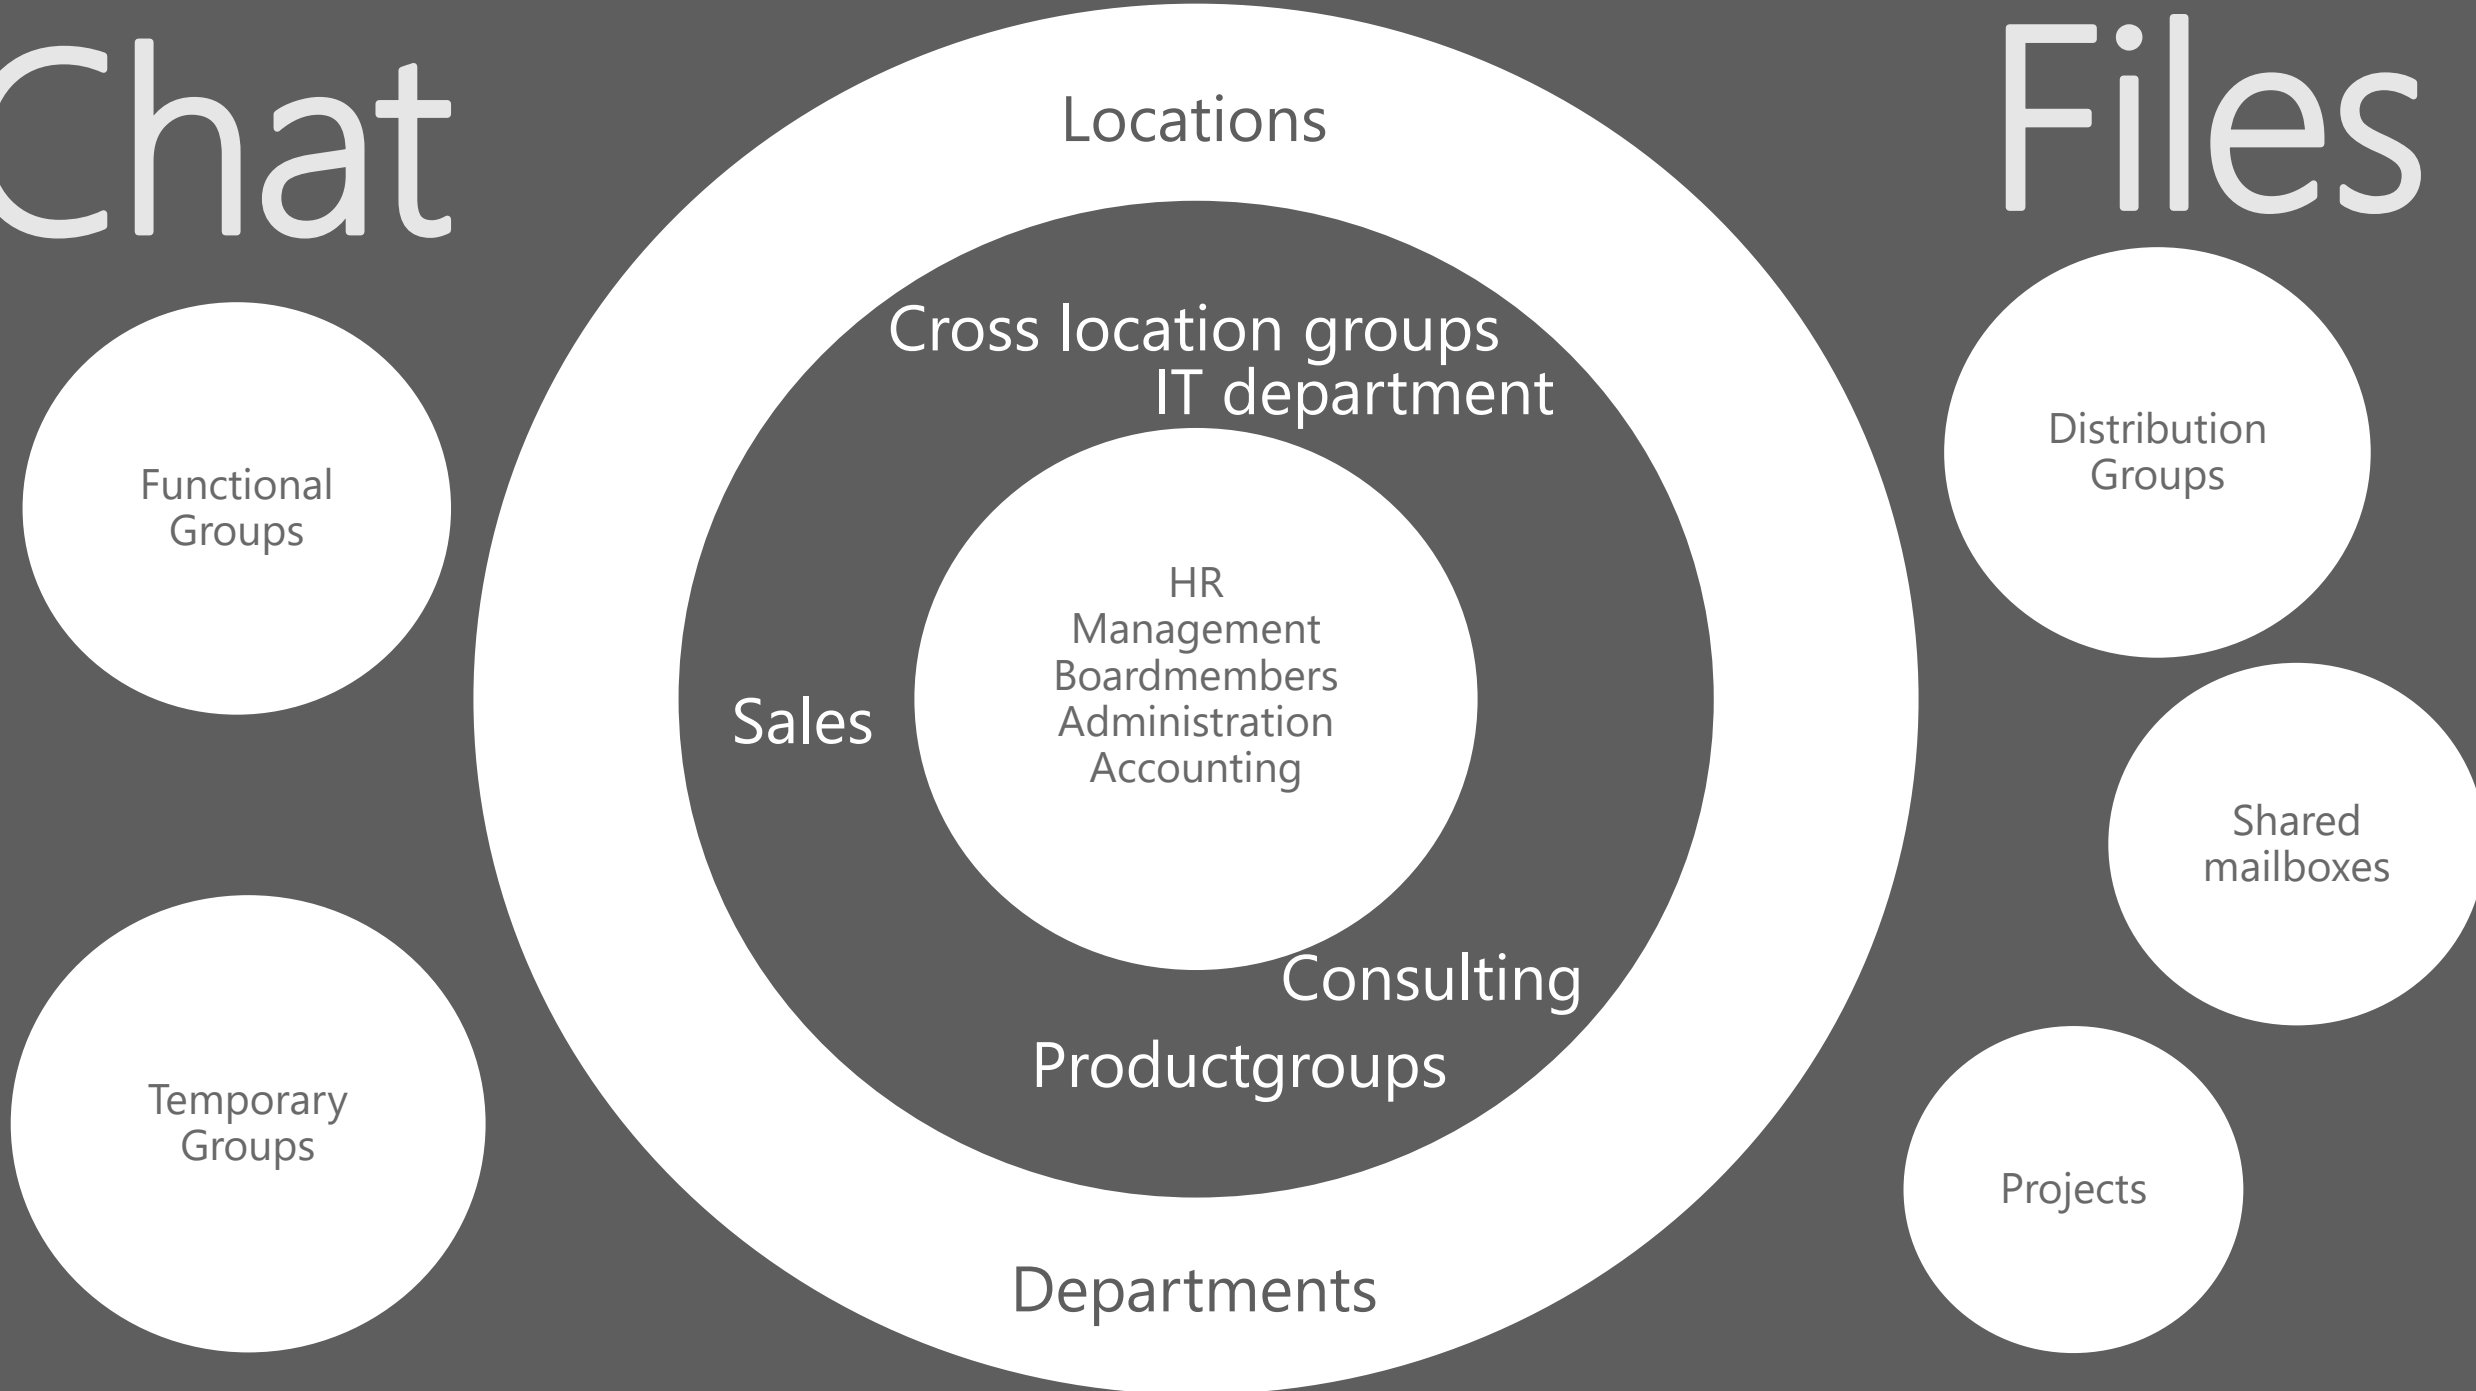 Chat
Files
Locations
Cross location groups
IT department
Functional
Groups
Distribution
Groups
HR
Management
Boardmembers
Administration
Accounting
Sales
Shared
mailboxes
Consulting
Productgroups
Temporary
Groups
Projects
Departments